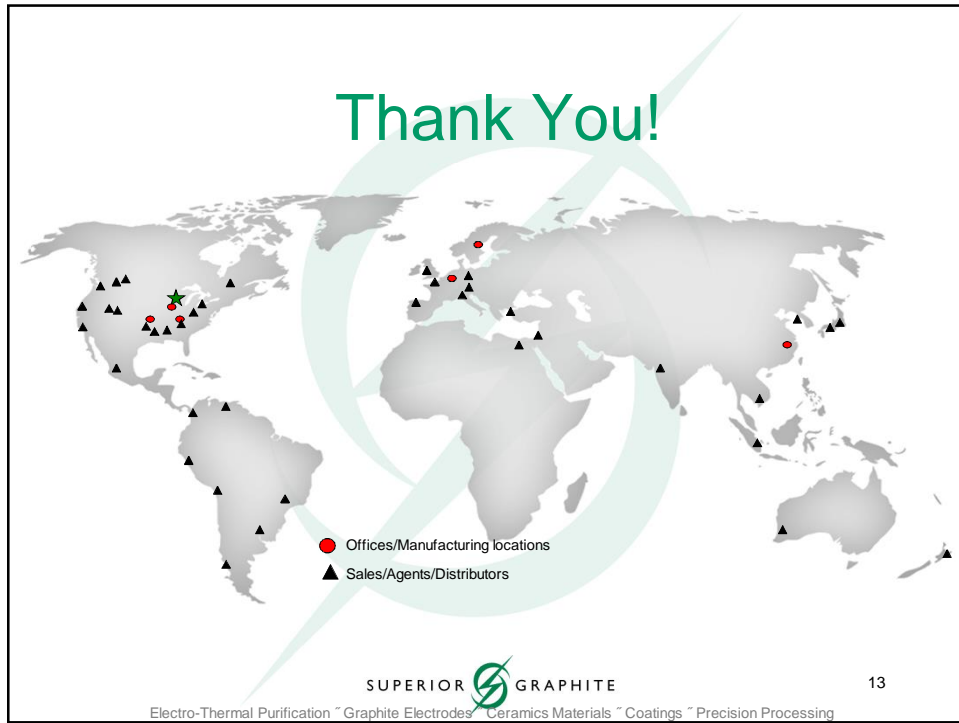 Thank You!
Offices/Manufacturing locations
Sales/Agents/Distributors
SUPERIOR GRAPHITE
13
Electro-Thermal Purification ˝ Graphite Electrodes ˝ Ceramics Materials ˝ Coatings ˝ Precision Processing